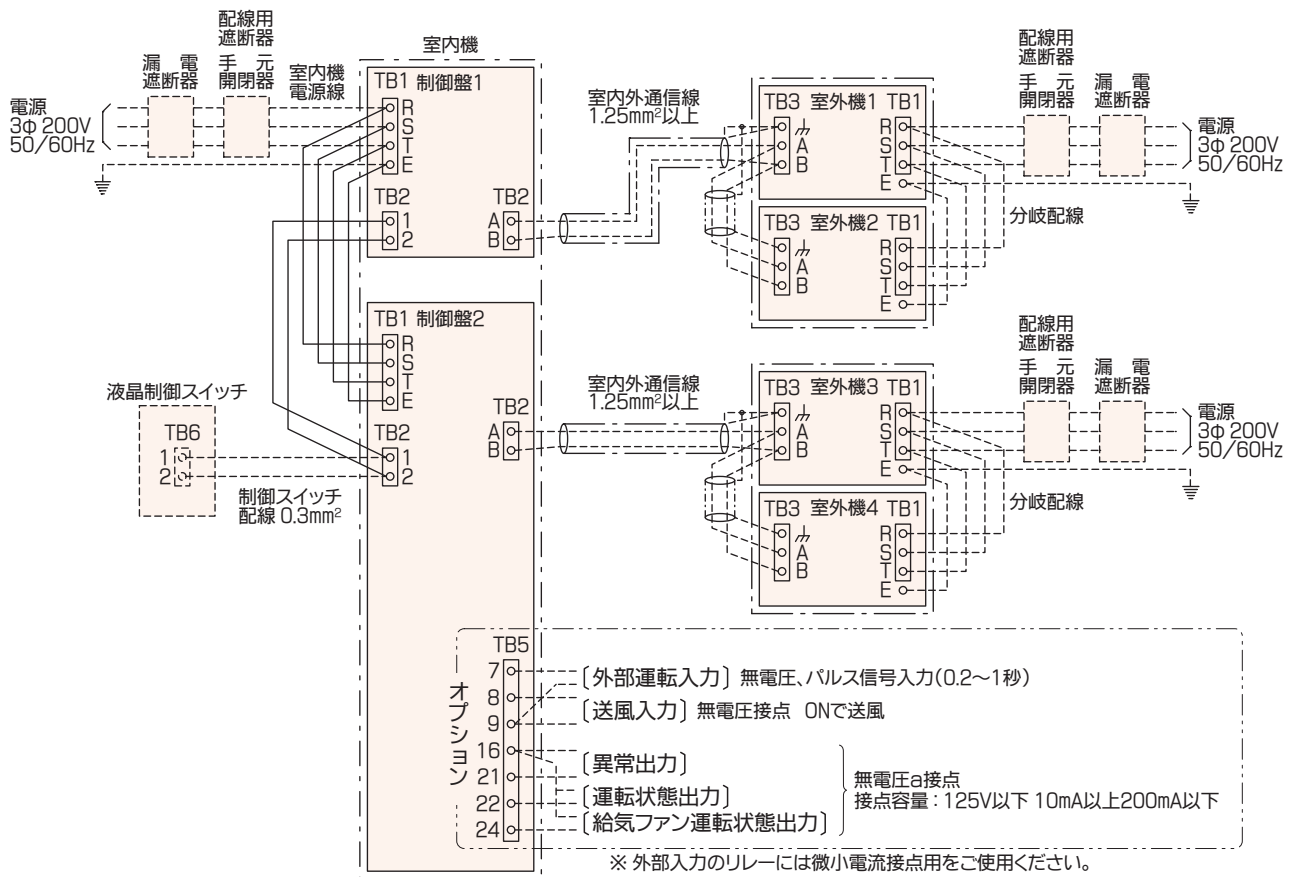 配線用
遮断器
漏電
遮断器
手元
開閉器
室内機
電源線
電源
3Φ 200V
50/60Hz
室内機
TB1 制御盤1
R
S
T
E
TB2
1
2
TB2
A
B
室内外通信線
1.25mm²以上
TB3 室外機1 TB1
A
B
R
S
T
E
TB3 室外機2 TB1
A
B
R
S
T
E
分岐配線
配線用
遮断器
手元
開閉器
漏電
遮断器
電源
3Φ 200V
50/60Hz
TB1 制御盤2
R
S
T
E
TB2
1
2
TB2
A
B
液晶制御スイッチ
TB6
1
2
制御スイッチ
配線 0.3mm²
室内外通信線
1.25mm²以上
TB3 室外機3 TB1
A
B
R
S
T
E
TB3 室外機4 TB1
A
B
R
S
T
E
分岐配線
配線用
遮断器
手元
開閉器
漏電
遮断器
電源
3Φ 200V
50/60Hz
オプション
TB5
7
8
9
16
21
22
24
〔外部運転入力〕 無電圧、パルス信号入力(0.2〜1秒)
〔送風入力〕 無電圧接点 ONで送風
〔異常出力〕
〔運転状態出力〕
〔給気ファン運転状態出力〕
無電圧a接点
接点容量：125V以下 10mA以上200mA以下
※ 外部入力のリレーには微小電流接点用をご使用ください。